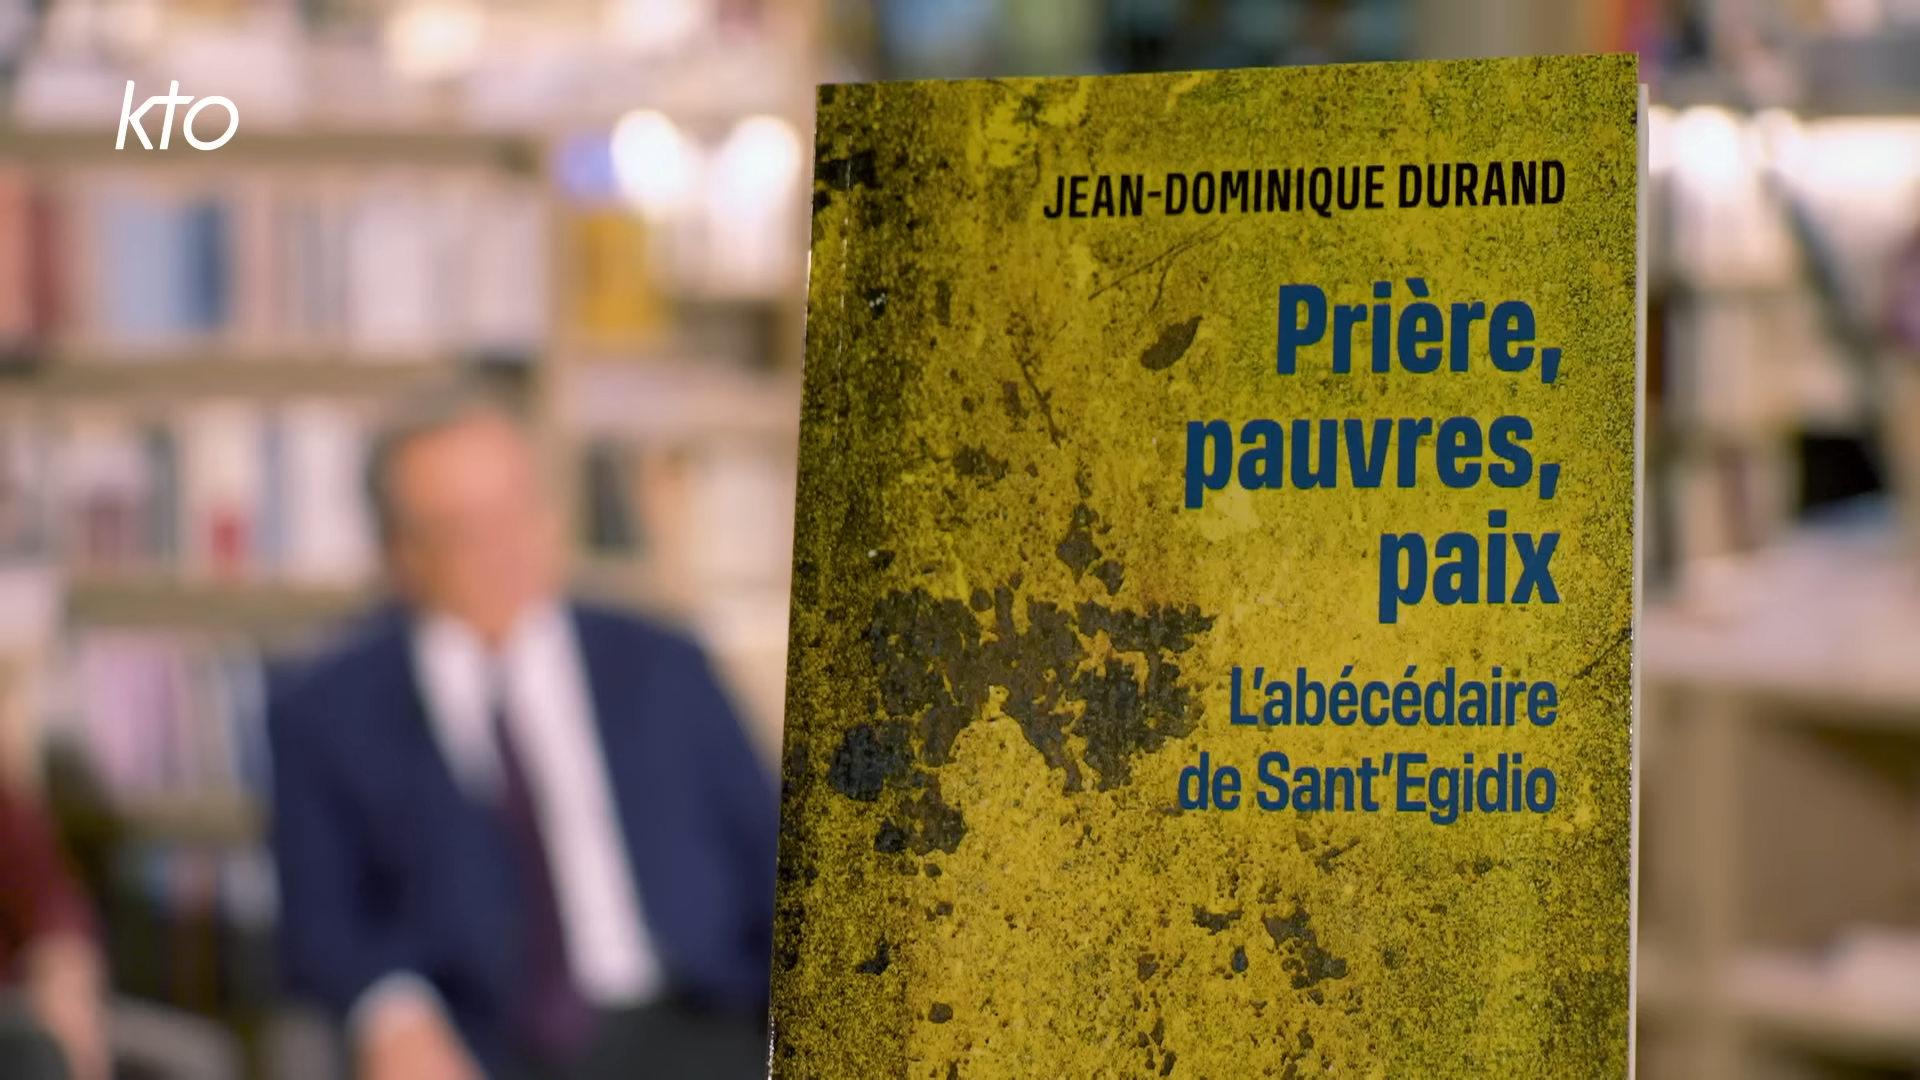 kto
JEAN-DOMINIQUE DURAND
Prière,
pauvres,
paix
L'abécédaire
de Sant'Egidio